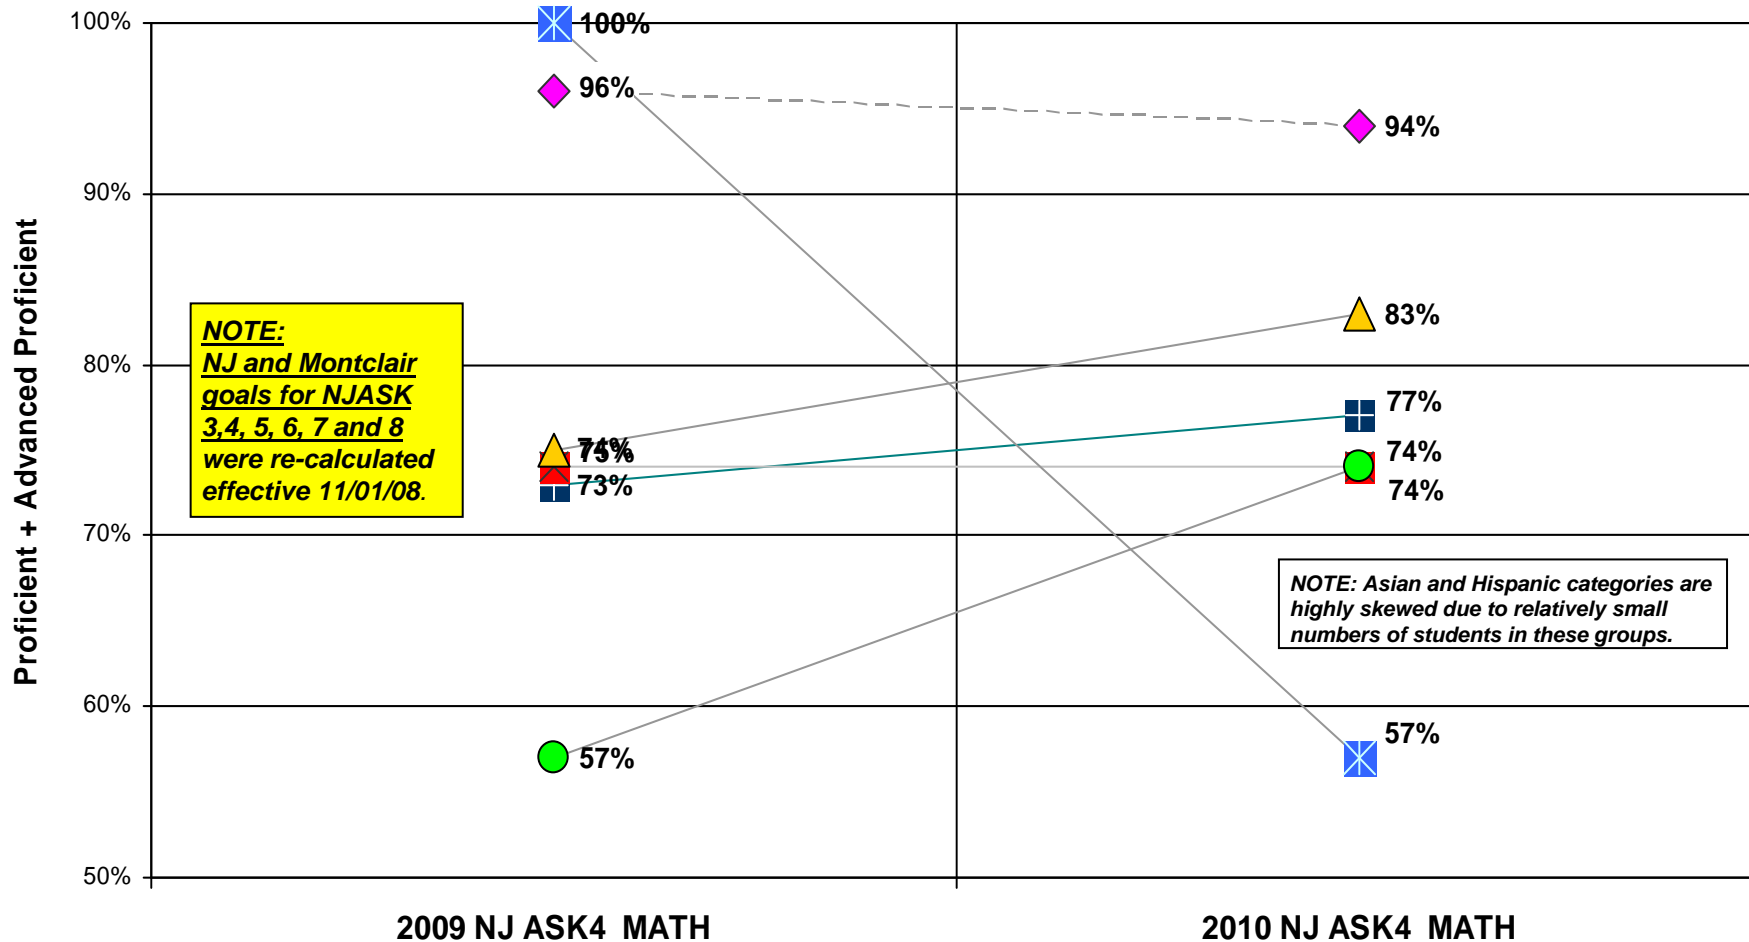 Proficient + Advanced Proficient
100%
90%
80%
70%
60%
50%
100%
96%
94%
83%
77%
74%
75%
73%
74%
74%
57%
57%
NOTE:
NJ and Montclair
goals for NJASK
3,4, 5, 6, 7 and 8
were re-calculated
effective 11/01/08.
NOTE: Asian and Hispanic categories are
highly skewed due to relatively small
numbers of students in these groups.
2009 NJ ASK4 MATH
2010 NJ ASK4 MATH